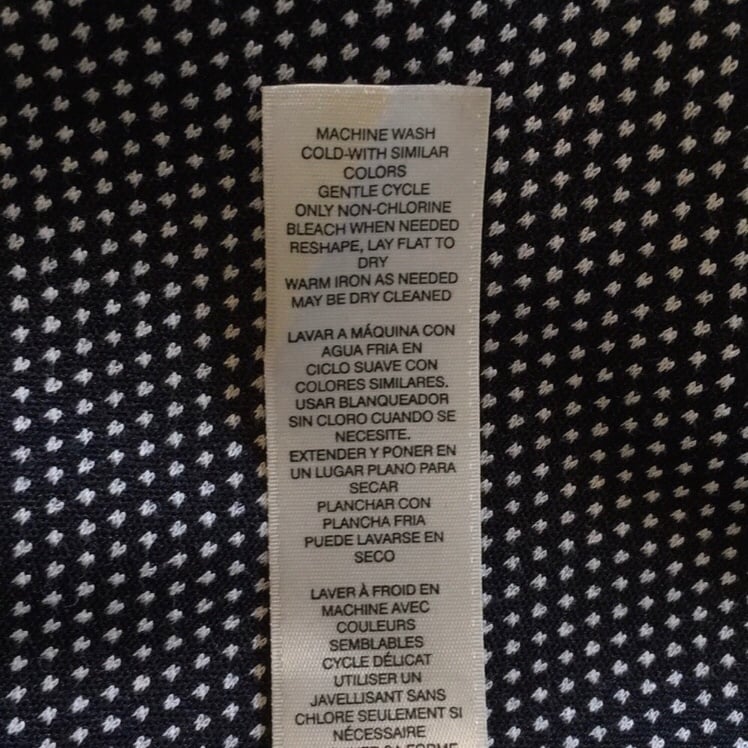 MACHINE WASH
COLD-WITH SIMILAR
COLORS
GENTLE CYCLE
ONLY NON-CHLORINE
BLEACH WHEN NEEDED
RESHAPE, LAY FLAT TO
DRY
WARM IRON AS NEEDED
MAY BE DRY CLEANED
LAVAR A MÁQUINA CON
AGUA FRIA EN
CICLO SUAVE CON
COLORES SIMILARES.
USAR BLANQUEADOR
SIN CLORO CUANDO SE
NECESITE.
EXTENDER Y PONER EN
UN LUGAR PLANO PARA
SECAR
PLANCHAR CON
PLANCHA FRIA
PUEDE LAVARSE EN
SECO
LAVER À FROID EN
MACHINE AVEC
COULEURS
SEMBLABLES
CYCLE DÉLICAT
UTILISER UN
JAVELLISANT SANS
CHLORE SEULEMENT SI
NÉCESSAIRE
SA FORME